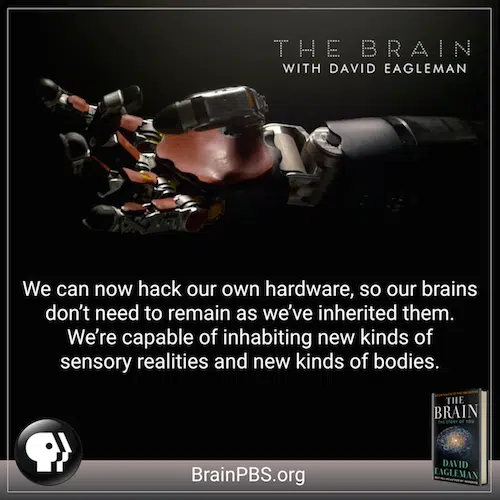 THE BRAIN
WITH DAVID EAGLEMAN
We can now hack our own hardware, so our brains
don’t need to remain as we’ve inherited them.
We’re capable of inhabiting new kinds of
sensory realities and new kinds of bodies.
THE
BRAIN
THE STORY OF YOU
DAVID
EAGLEMAN
BrainPBS.org